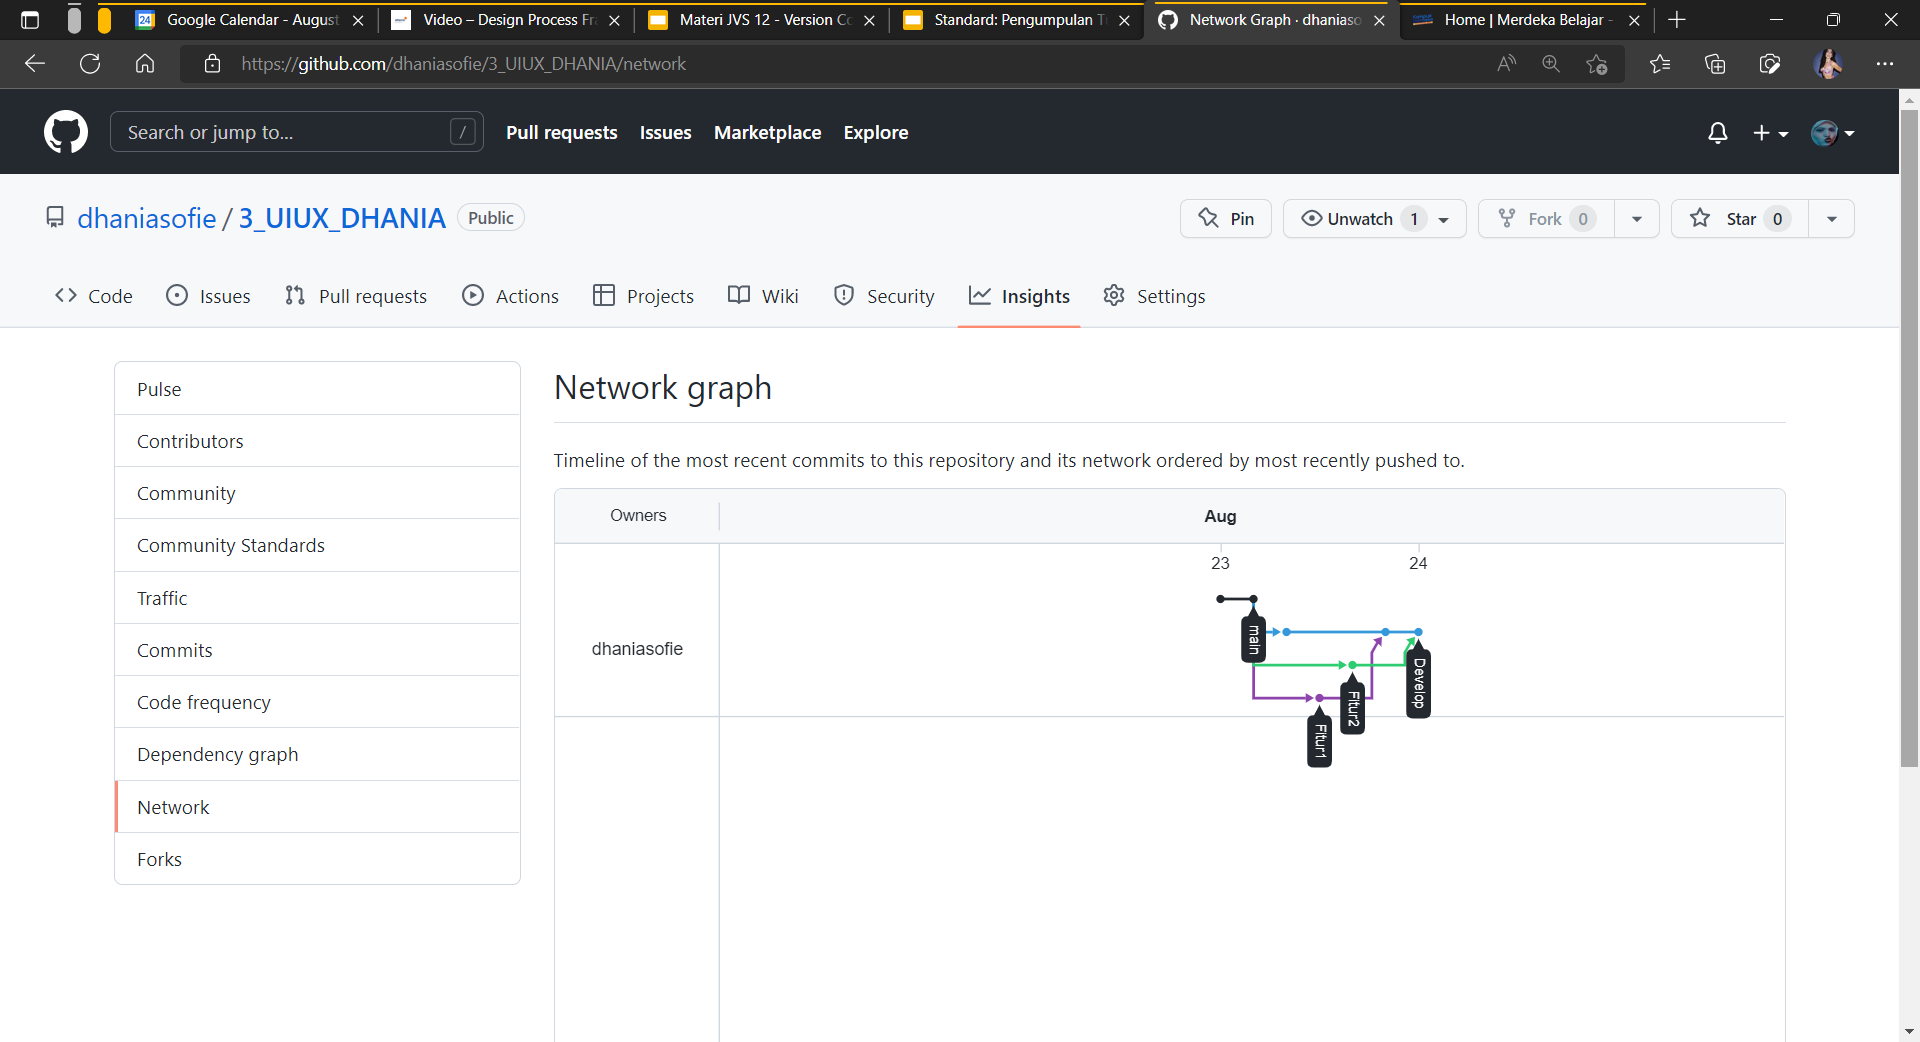 Google Calendar - August
Video – Design Process Fr
Materi JVS 12 - Version Co
Standard: Pengumpulan T
Network Graph · dhaniaso
Home | Merdeka Belajar -
https://github.com/dhaniasofie/3_UIUX_DHANIA/network
Search or jump to... /
Pull requests Issues Marketplace Explore
dhaniasofie / 3_UIUX_DHANIA Public
Pin Unwatch 1 Fork 0 Star 0
Code Issues Pull requests Actions Projects Wiki Security Insights Settings
Pulse
Contributors
Community
Community Standards
Traffic
Commits
Code frequency
Dependency graph
Network
Forks
Network graph
Timeline of the most recent commits to this repository and its network ordered by most recently pushed to.
Owners Aug
23 24
dhaniasofie
main
Develop
Fitur2
Fitur1